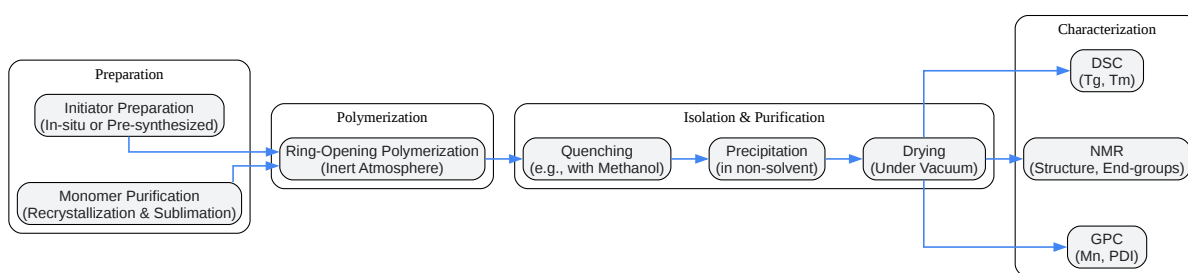 Preparation
Initiator Preparation
(In-situ or Pre-synthesized)
Monomer Purification
(Recrystallization & Sublimation)
Polymerization
Ring-Opening Polymerization
(Inert Atmosphere)
Isolation & Purification
Quenching
(e.g., with Methanol)
Precipitation
(in non-solvent)
Drying
(Under Vacuum)
Characterization
DSC
(Tg, Tm)
NMR
(Structure, End-groups)
GPC
(Mn, PDI)